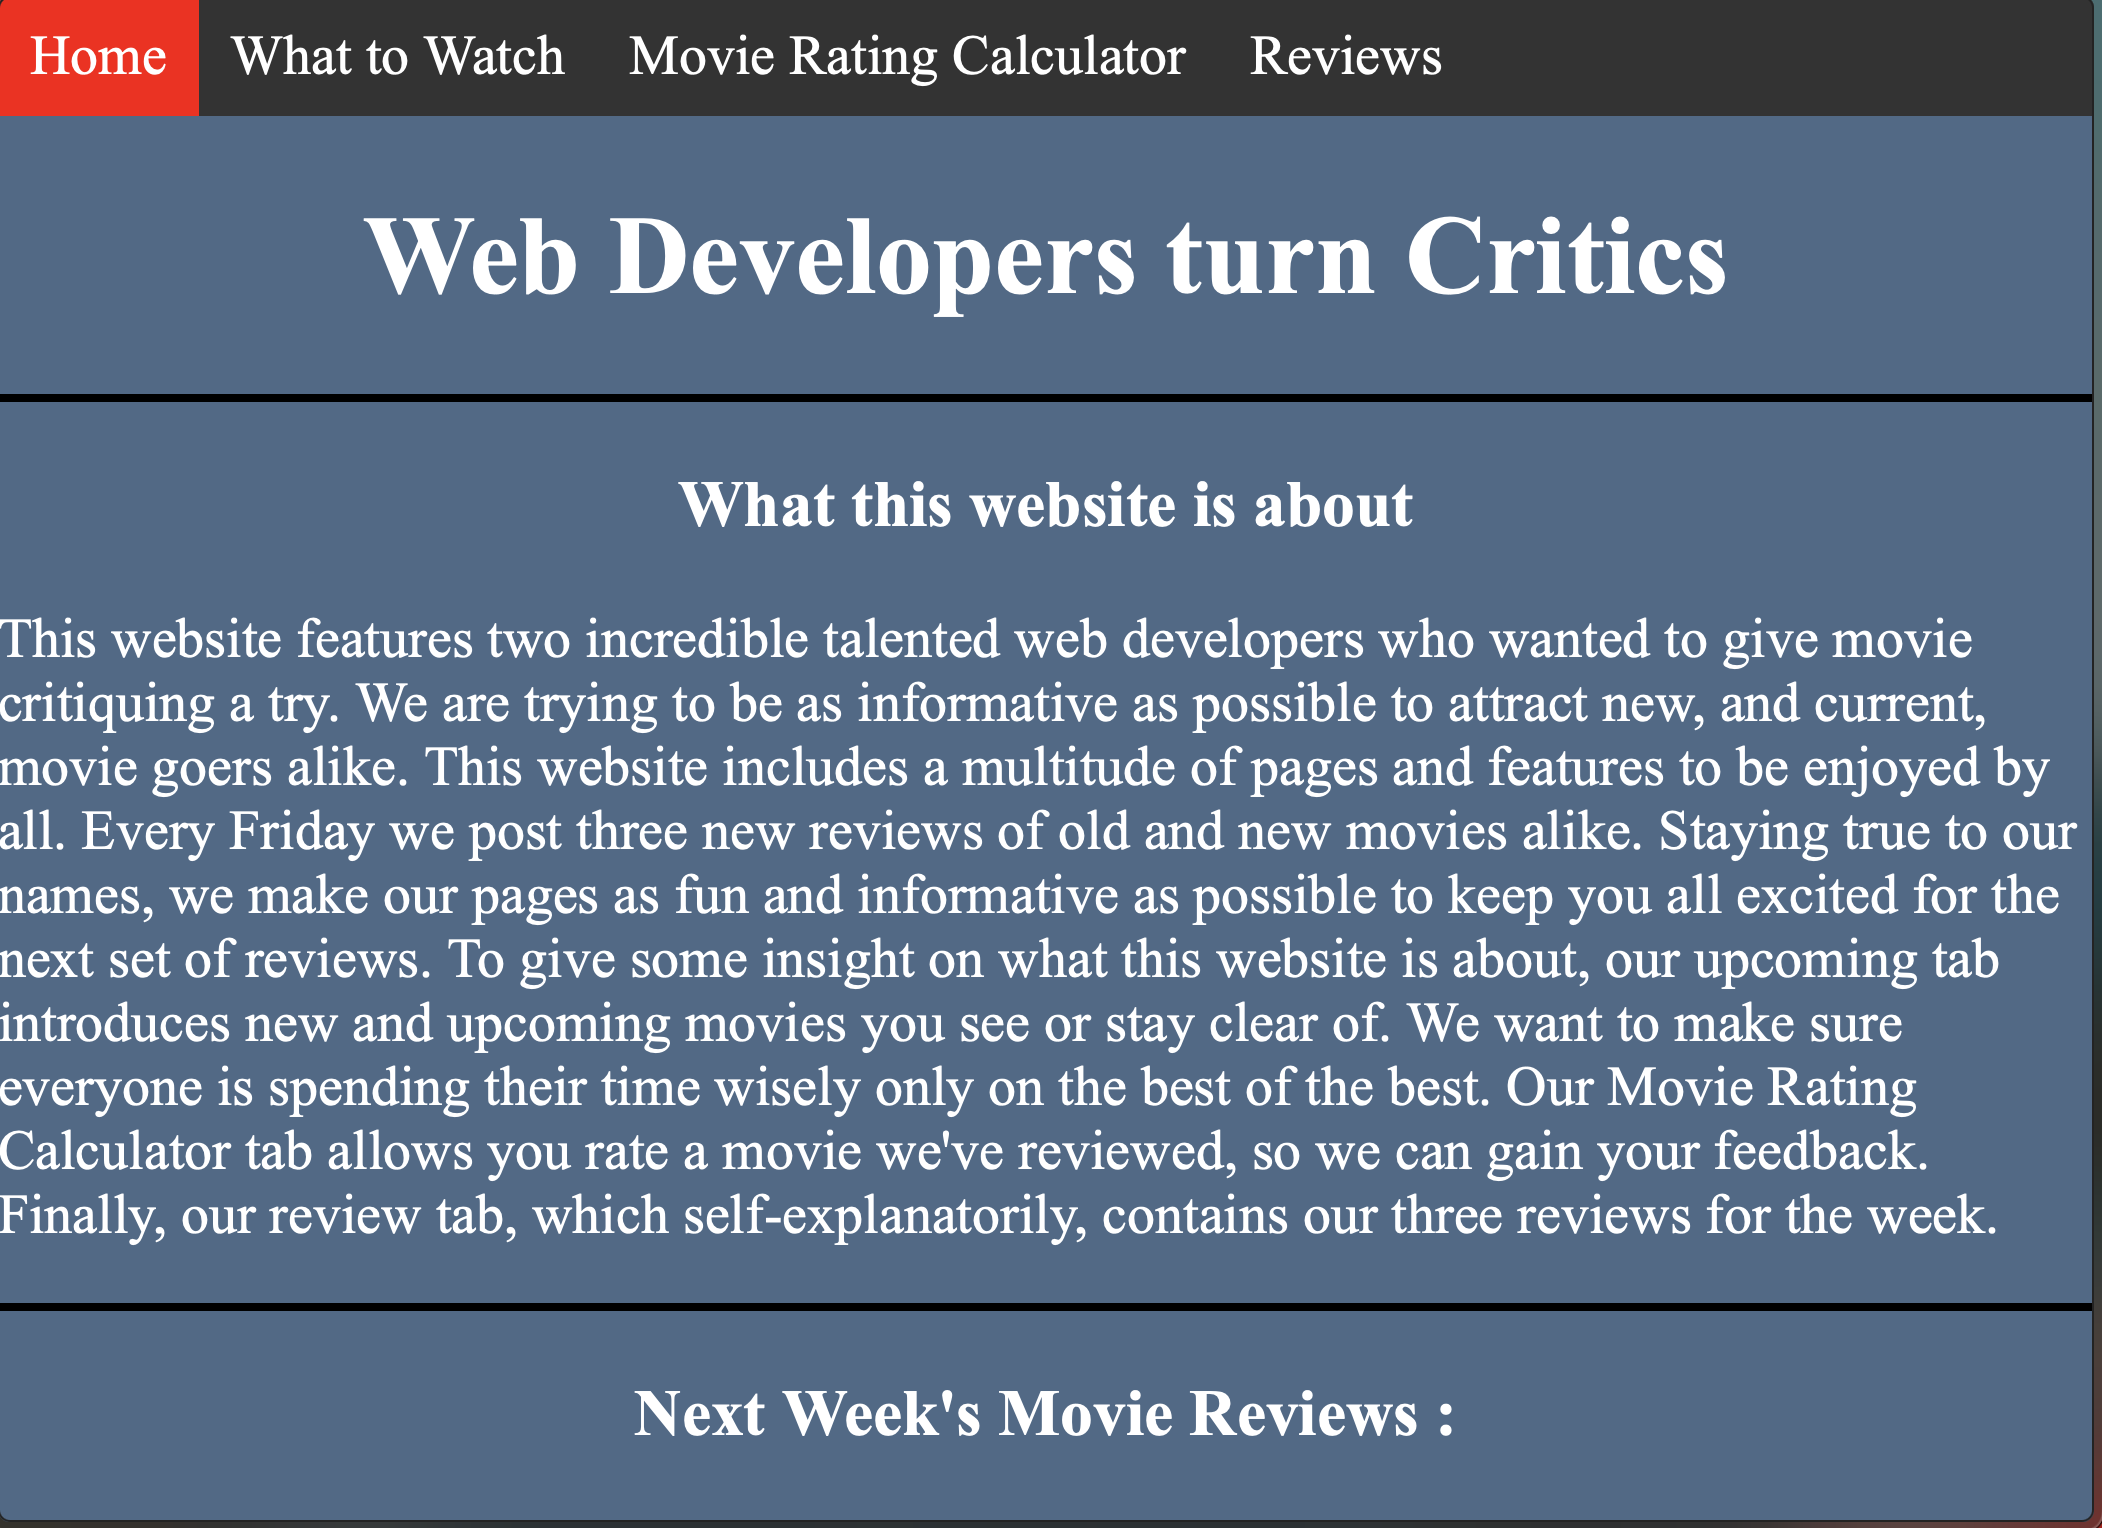 Home What to Watch Movie Rating Calculator Reviews
Web Developers turn Critics
What this website is about
This website features two incredible talented web developers who wanted to give movie
critiquing a try. We are trying to be as informative as possible to attract new, and current,
movie goers alike. This website includes a multitude of pages and features to be enjoyed by
all. Every Friday we post three new reviews of old and new movies alike. Staying true to our
names, we make our pages as fun and informative as possible to keep you all excited for the
next set of reviews. To give some insight on what this website is about, our upcoming tab
introduces new and upcoming movies you see or stay clear of. We want to make sure
everyone is spending their time wisely only on the best of the best. Our Movie Rating
Calculator tab allows you rate a movie we've reviewed, so we can gain your feedback.
Finally, our review tab, which self-explanatorily, contains our three reviews for the week.
Next Week's Movie Reviews :